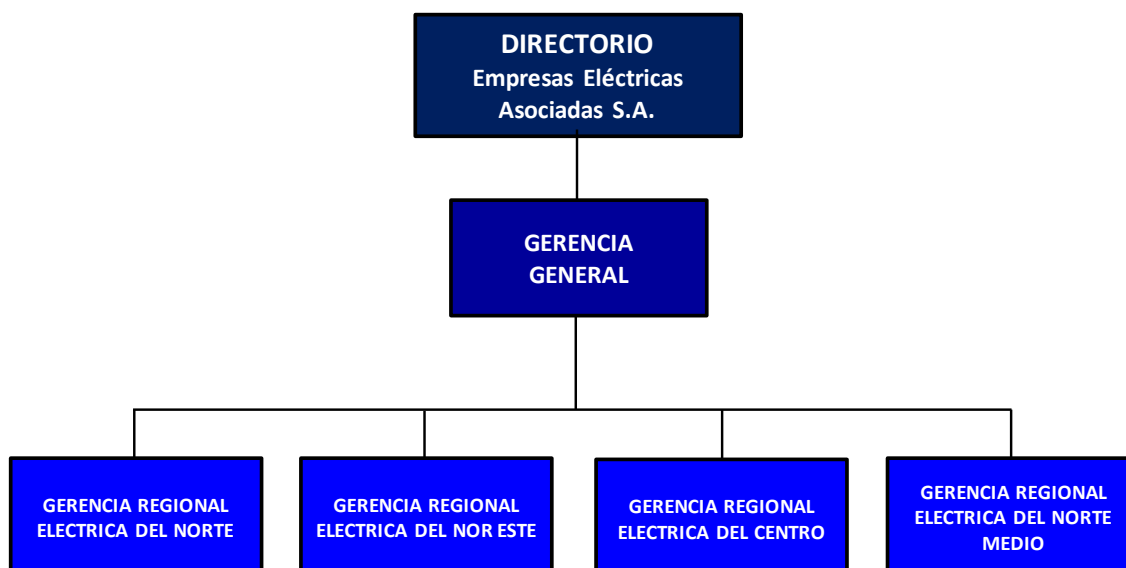 DIRECTORIO
Empresas Eléctricas
Asociadas S.A.
GERENCIA
GENERAL
GERENCIA REGIONAL
ELECTRICA DEL NORTE
GERENCIA REGIONAL
ELECTRICA DEL NOR ESTE
GERENCIA REGIONAL
ELECTRICA DEL CENTRO
GERENCIA REGIONAL
ELECTRICA DEL NORTE
MEDIO